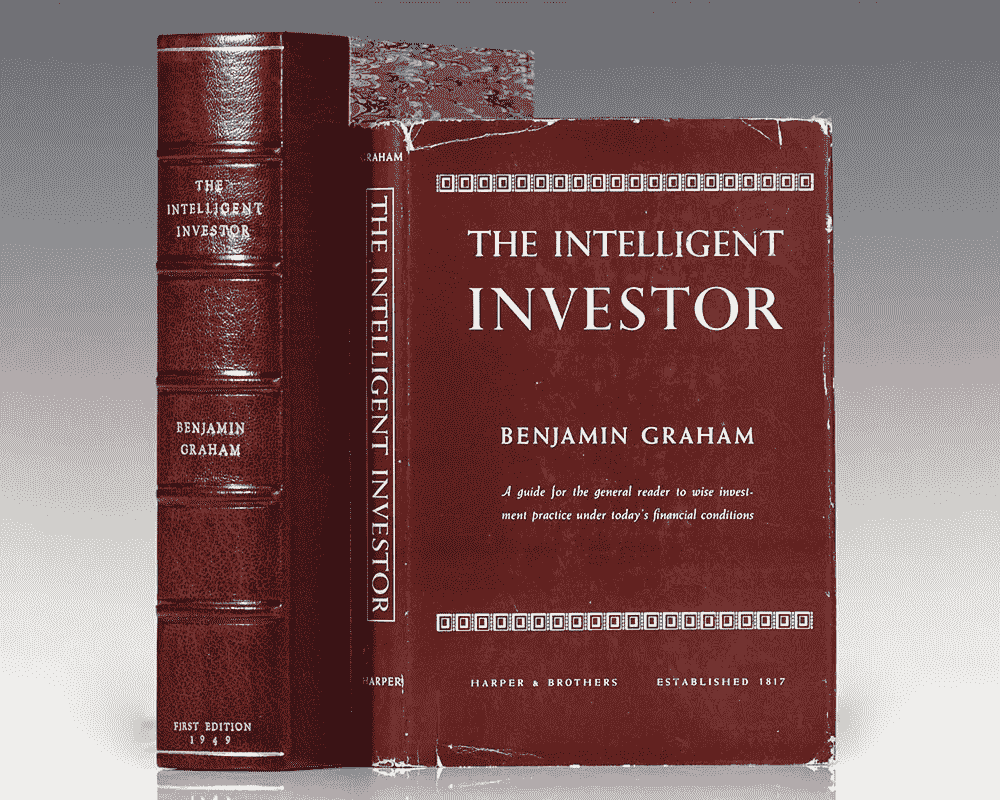 THE
INTELLIGENT
INVESTOR
BENJAMIN
GRAHAM
FIRST EDITION
1949
GRAHAM
THE INTELLIGENT INVESTOR
HARPER
THE INTELLIGENT
INVESTOR
BENJAMIN GRAHAM
A guide for the general reader to wise invest-
ment practice under today's financial conditions
HARPER & BROTHERS ESTABLISHED 1817